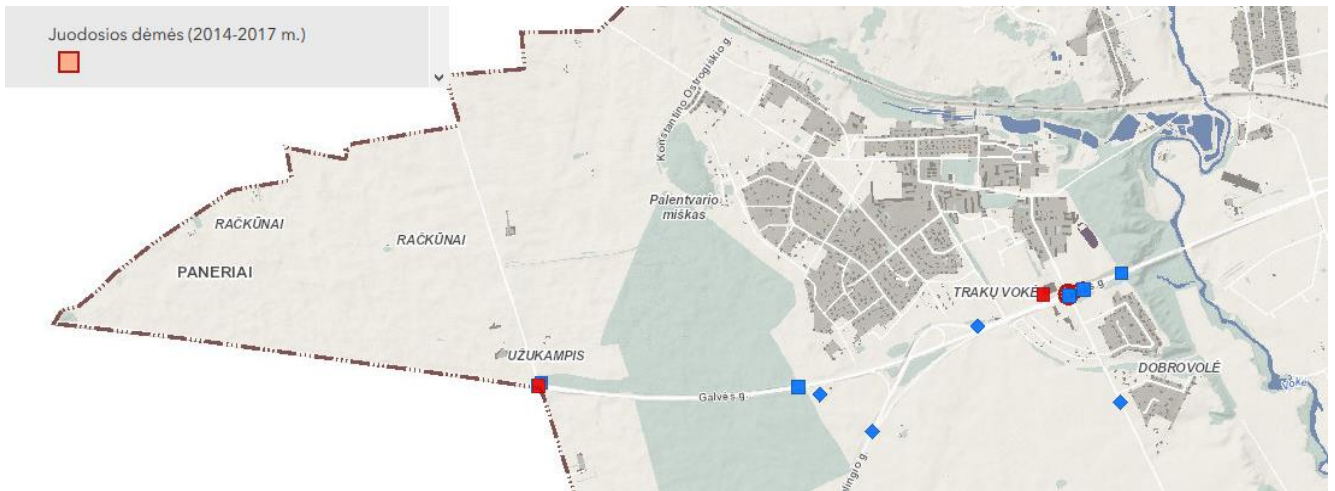 Juodosios dėmės (2014-2017 m.)
Konstantino Ostrogiškio g.
Palentvario
miškas
RAČKŪNAI
RAČKŪNAI
PANERIAI
TRAKŲ VOKĖ
s g.
UŽUKAMPIS
DOBROVOLĖ
Galvės g.
Vokė